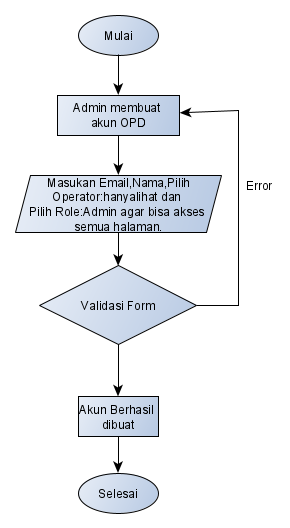 Mulai
Admin membuat
akun OPD
Masukan Email,Nama,Pilih
Operator:hanyalihat dan
Pilih Role:Admin agar bisa akses
semua halaman.
Error
Validasi Form
Akun Berhasil
dibuat
Selesai